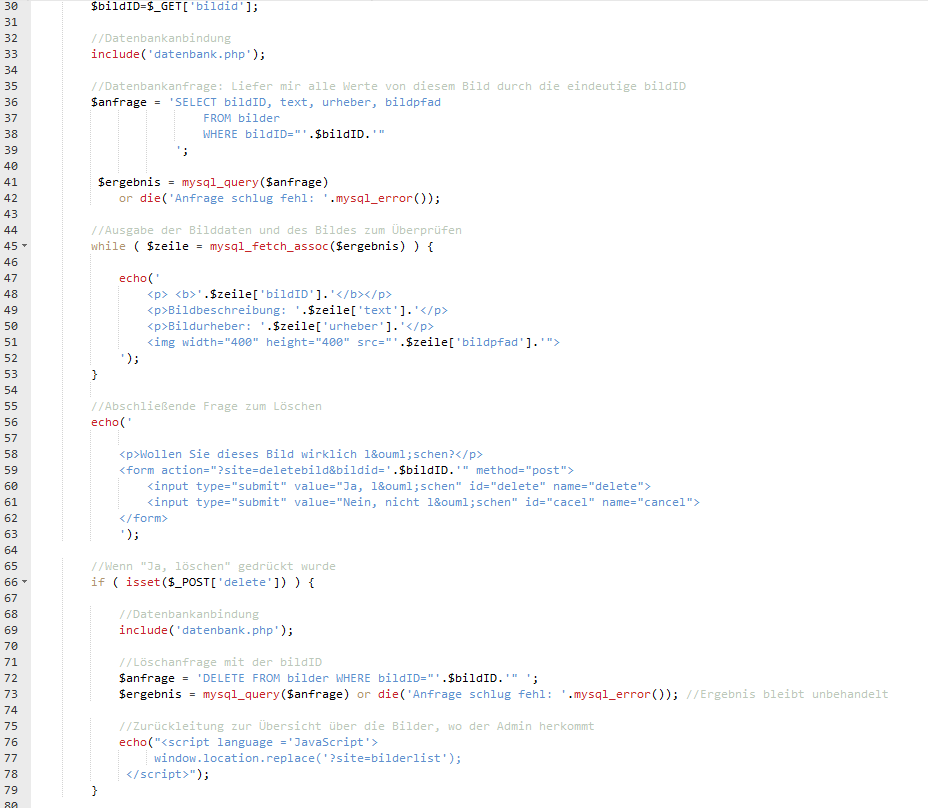 30 $bildID=$_GET['bildid'];
31
32 //Datenbankanbindung
33 include('datenbank.php');
34
35 //Datenbankanfrage: Liefer mir alle Werte von diesem Bild durch die eindeutige bildID
36 $anfrage = 'SELECT bildID, text, urheber, bildpfad
37 FROM bilder
38 WHERE bildID="'.$bildID.'"
39 ';
40
41 $ergebnis = mysql_query($anfrage)
42 or die('Anfrage schlug fehl: '.mysql_error());
43
44 //Ausgabe der Bilddaten und des Bildes zum Überprüfen
45 while ( $zeile = mysql_fetch_assoc($ergebnis) ) {
46
47 echo('
48 <p> <b>'.$zeile['bildID'].'</b></p>
49 <p>Bildbeschreibung: '.$zeile['text'].'</p>
50 <p>Bildurheber: '.$zeile['urheber'].'</p>
51 <img width="400" height="400" src="'.$zeile['bildpfad'].'">
52 ');
53 }
54
55 //Abschließende Frage zum Löschen
56 echo('
57
58 <p>Wollen Sie dieses Bild wirklich l&ouml;schen?</p>
59 <form action="?site=deletebild&bildid='.$bildID.'" method="post">
60 <input type="submit" value="Ja, l&ouml;schen" id="delete" name="delete">
61 <input type="submit" value="Nein, nicht l&ouml;schen" id="cacel" name="cancel">
62 </form>
63 ');
64
65 //Wenn "Ja, löschen" gedrückt wurde
66 if ( isset($_POST['delete']) ) {
67
68 //Datenbankanbindung
69 include('datenbank.php');
70
71 //Löschanfrage mit der bildID
72 $anfrage = 'DELETE FROM bilder WHERE bildID="'.$bildID.'" ';
73 $ergebnis = mysql_query($anfrage) or die('Anfrage schlug fehl: '.mysql_error()); //Ergebnis bleibt unbehandelt
74
75 //Zurückleitung zur Übersicht über die Bilder, wo der Admin herkommt
76 echo("<script language ='JavaScript'>
77 window.location.replace('?site=bilderlist');
78 </script>");
79 }
80